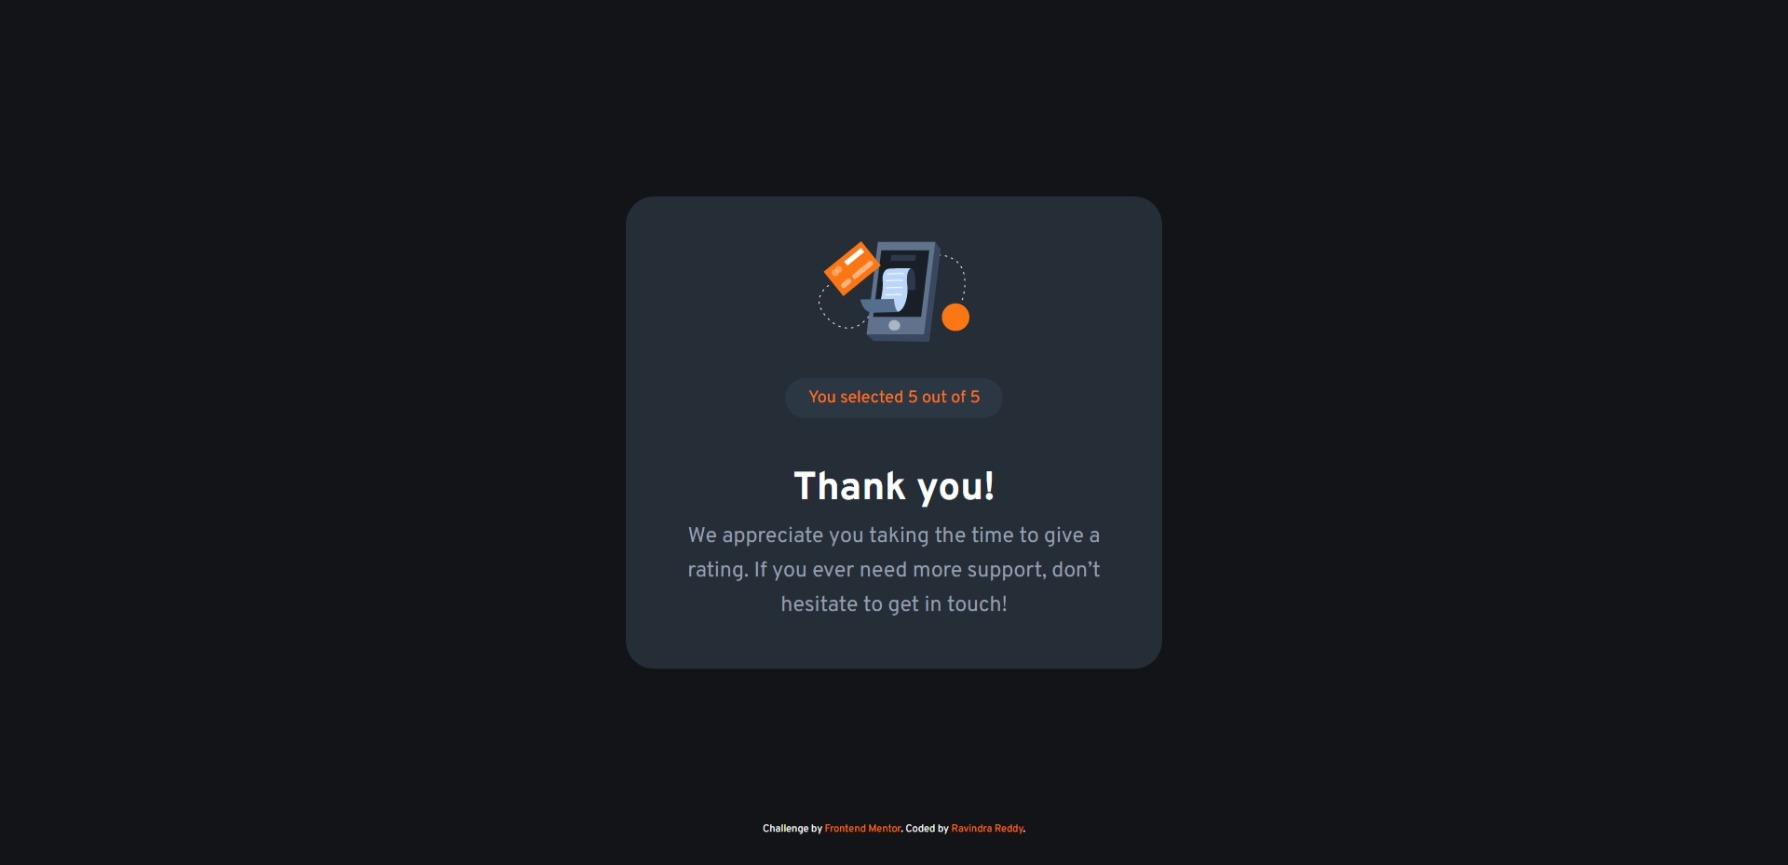 You selected 5 out of 5
Thank you!
We appreciate you taking the time to give a
rating. If you ever need more support, don’t
hesitate to get in touch!
Challenge by Frontend Mentor. Coded by Ravindra Reddy.